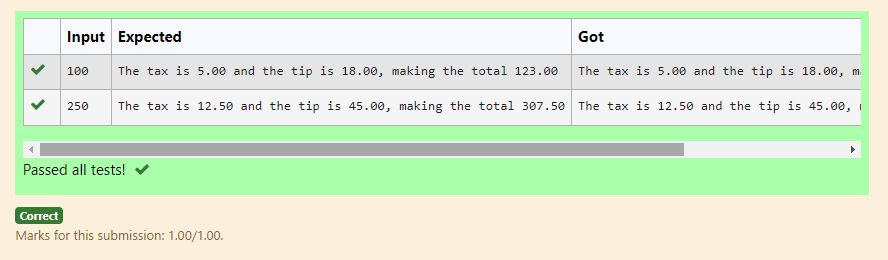 Input Expected Got
100 The tax is 5.00 and the tip is 18.00, making the total 123.00 The tax is 5.00 and the tip is 18.00,
250 The tax is 12.50 and the tip is 45.00, making the total 307.50 The tax is 12.50 and the tip is 45.00,
Passed all tests!
Correct
Marks for this submission: 1.00/1.00.